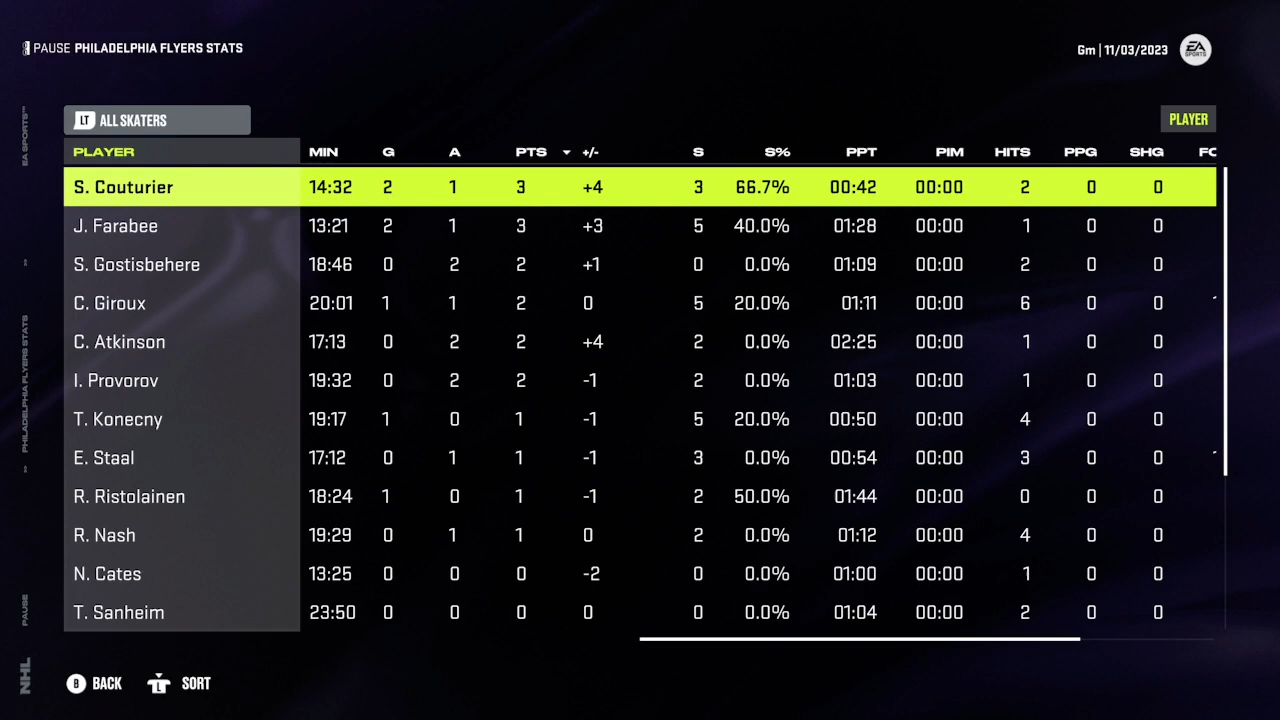 PAUSE PHILADELPHIA FLYERS STATS
Gm | 11/03/2023
EA SPORTS
LT ALL SKATERS
PLAYER
PLAYER MIN G A PTS +/- S S% PPT PIM HITS PPG SHG FO
S. Couturier 14:32 2 1 3 +4 3 66.7% 00:42 00:00 2 0 0
J. Farabee 13:21 2 1 3 +3 5 40.0% 01:28 00:00 1 0 0
S. Gostisbehere 18:46 0 2 2 +1 0 0.0% 01:09 00:00 2 0 0
C. Giroux 20:01 1 1 2 0 5 20.0% 01:11 00:00 6 0 0
C. Atkinson 17:13 0 2 2 +4 2 0.0% 02:25 00:00 1 0 0
I. Provorov 19:32 0 2 2 -1 2 0.0% 01:03 00:00 1 0 0
T. Konecny 19:17 1 0 1 -1 5 20.0% 00:50 00:00 4 0 0
E. Staal 17:12 0 1 1 -1 3 0.0% 00:54 00:00 3 0 0
R. Ristolainen 18:24 1 0 1 -1 2 50.0% 01:44 00:00 0 0 0
R. Nash 19:29 0 1 1 0 2 0.0% 01:12 00:00 4 0 0
N. Cates 13:25 0 0 0 -2 0 0.0% 01:00 00:00 1 0 0
T. Sanheim 23:50 0 0 0 0 0 0.0% 01:04 00:00 2 0 0
B BACK L SORT
EA SPORTS™
PHILADELPHIA FLYERS STATS
PAUSE
NHL